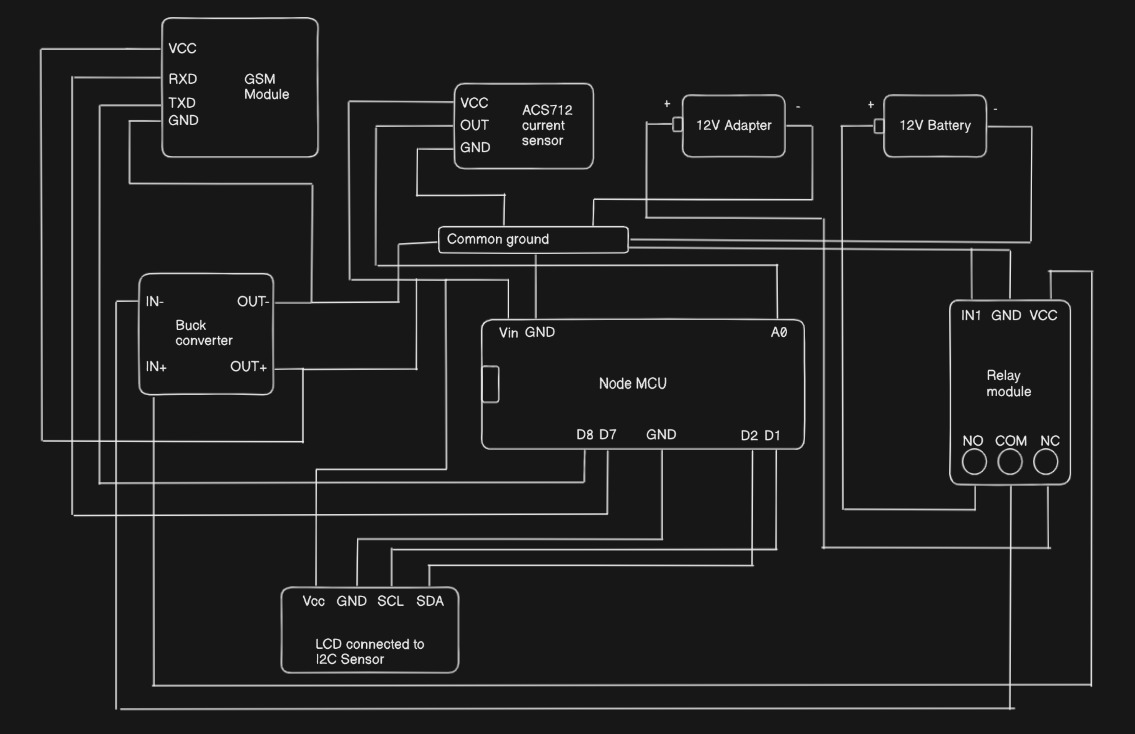 VCC
RXD
TXD
GND
GSM
Module
VCC
OUT
GND
ACS712
current
sensor
+
12V Adapter
-
+
12V Battery
-
Common ground
IN-
OUT-
Buck
converter
IN+
OUT+
Vin GND
A0
Node MCU
D8 D7
GND
D2 D1
IN1 GND VCC
Relay
module
NO COM NC
Vcc GND SCL SDA
LCD connected to
I2C Sensor